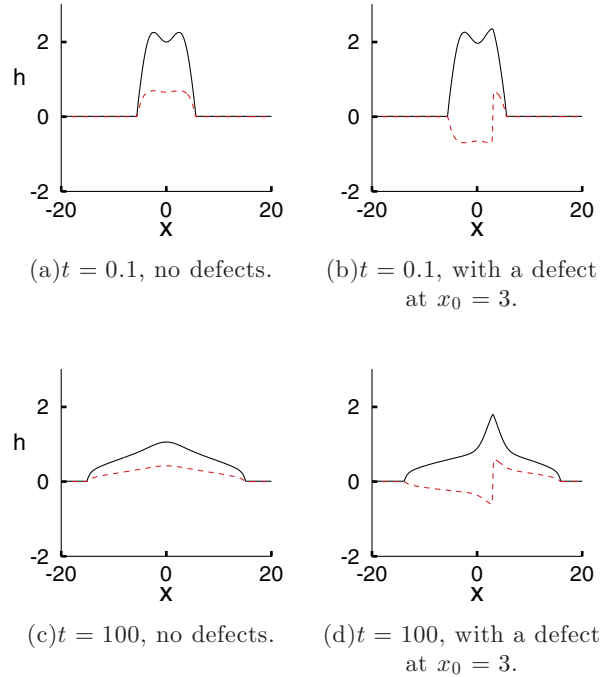 2
h
0
-2
-20
0
20
x
(a)t = 0.1, no defects.
2
0
-2
-20
0
20
x
(b)t = 0.1, with a defect
at x₀ = 3.
2
h
0
-2
-20
0
20
x
(c)t = 100, no defects.
2
0
-2
-20
0
20
x
(d)t = 100, with a defect
at x₀ = 3.